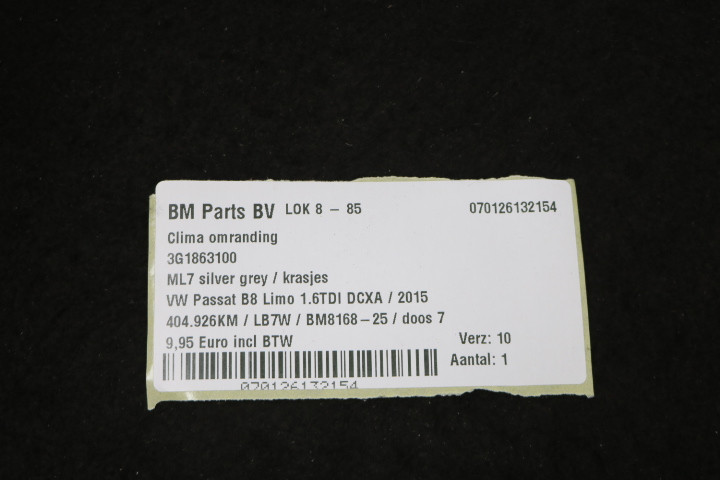 BM Parts BV LOK 8 - 85 070126132154
Clima omranding
3G1863100
ML7 silver grey / krasjes
VW Passat B8 Limo 1.6TDI DCXA / 2015
404.926KM / LB7W / BM8168-25 / doos 7
9,95 Euro incl BTW Verz: 10
Aantal: 1
070126132154